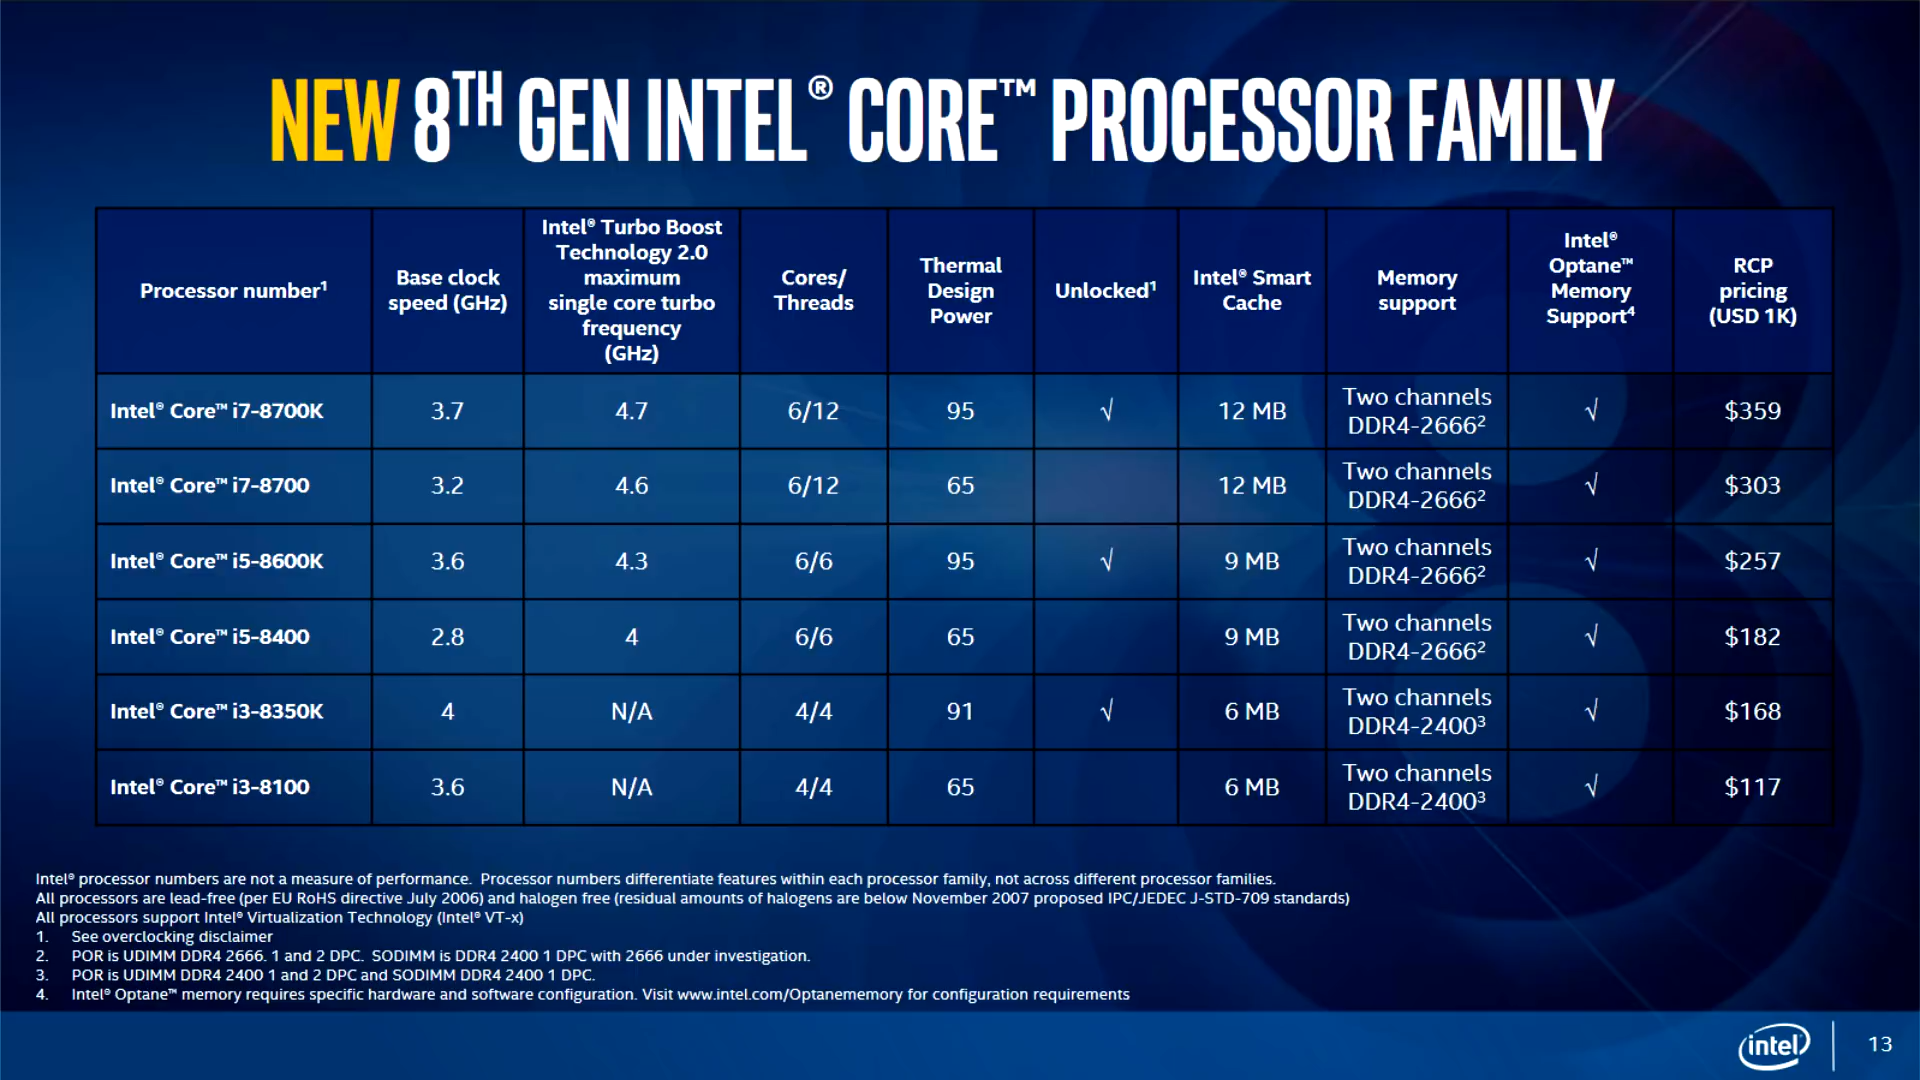 NEW 8TH GEN INTEL® CORE™ PROCESSOR FAMILY
Processor number¹
Base clock
speed (GHz)
Intel® Turbo Boost
Technology 2.0
maximum
single core turbo
frequency
(GHz)
Cores/
Threads
Thermal
Design
Power
Unlocked¹
Intel® Smart
Cache
Memory
support
Intel®
Optane™
Memory
Support⁴
RCP
pricing
(USD 1K)
Intel® Core™ i7-8700K
3.7
4.7
6/12
95
√
12 MB
Two channels
DDR4-2666²
√
$359
Intel® Core™ i7-8700
3.2
4.6
6/12
65
12 MB
Two channels
DDR4-2666²
√
$303
Intel® Core™ i5-8600K
3.6
4.3
6/6
95
√
9 MB
Two channels
DDR4-2666²
√
$257
Intel® Core™ i5-8400
2.8
4
6/6
65
9 MB
Two channels
DDR4-2666²
√
$182
Intel® Core™ i3-8350K
4
N/A
4/4
91
√
6 MB
Two channels
DDR4-2400³
√
$168
Intel® Core™ i3-8100
3.6
N/A
4/4
65
6 MB
Two channels
DDR4-2400³
√
$117
Intel® processor numbers are not a measure of performance. Processor numbers differentiate features within each processor family, not across different processor families.
All processors are lead-free (per EU RoHS directive July 2006) and halogen free (residual amounts of halogens are below November 2007 proposed IPC/JEDEC J-STD-709 standards)
All processors support Intel® Virtualization Technology (Intel® VT-x)
1. See overclocking disclaimer
2. POR is UDIMM DDR4 2666. 1 and 2 DPC. SODIMM is DDR4 2400 1 DPC with 2666 under investigation.
3. POR is UDIMM DDR4 2400 1 and 2 DPC and SODIMM DDR4 2400 1 DPC.
4. Intel® Optane™ memory requires specific hardware and software configuration. Visit www.intel.com/Optanememory for configuration requirements
intel
13